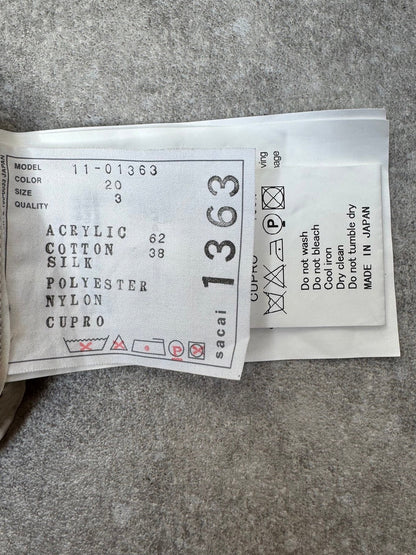 MODEL 11-01363
COLOR 20
SIZE 3
QUALITY
ACRYLIC 62
COTTON 38
SILK
POLYESTER
NYLON
CUPRO
P
sacai 1363
CUPRO
P
Do not wash
Do not bleach
Cool iron
Dry clean
Do not tumble dry
MADE IN JAPAN